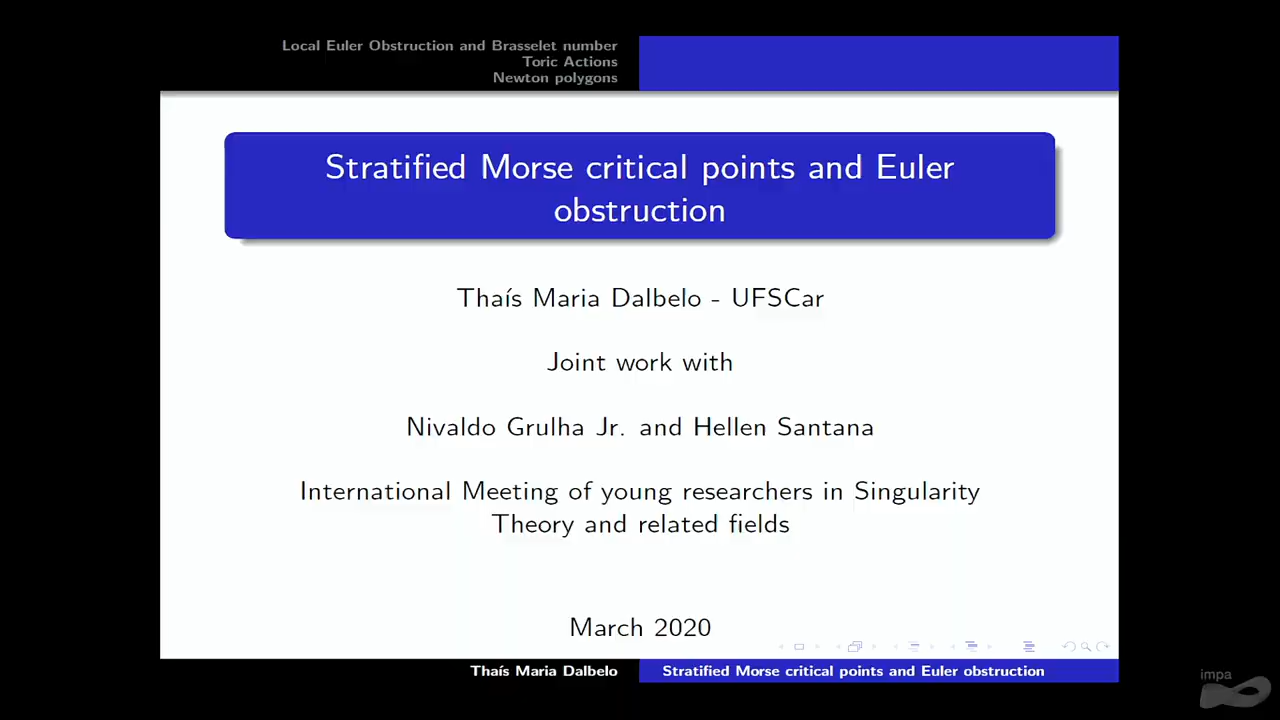 Local Euler Obstruction and Brasselet number
Toric Actions
Newton polygons
Stratified Morse critical points and Euler
obstruction
Thaís Maria Dalbelo - UFSCar
Joint work with
Nivaldo Grulha Jr. and Hellen Santana
International Meeting of young researchers in Singularity
Theory and related fields
March 2020
Thaís Maria Dalbelo
Stratified Morse critical points and Euler obstruction
impa